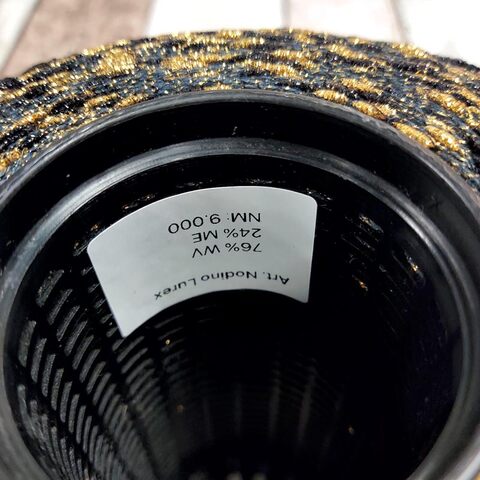 Art. Nodino Lurex
76% WV
24% ME
NM: 9.000